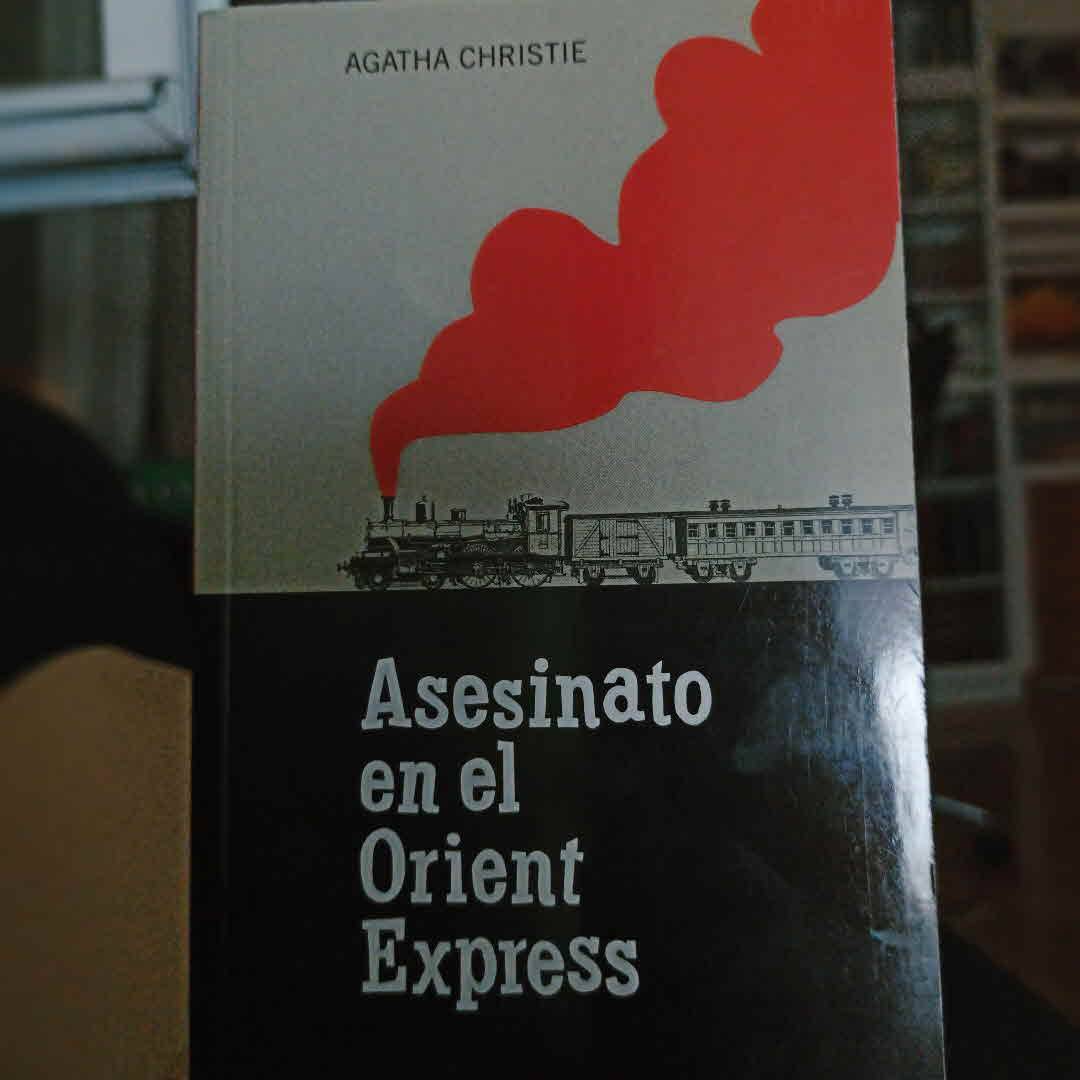 AGATHA CHRISTIE
Asesinato
en el
Orient
Express